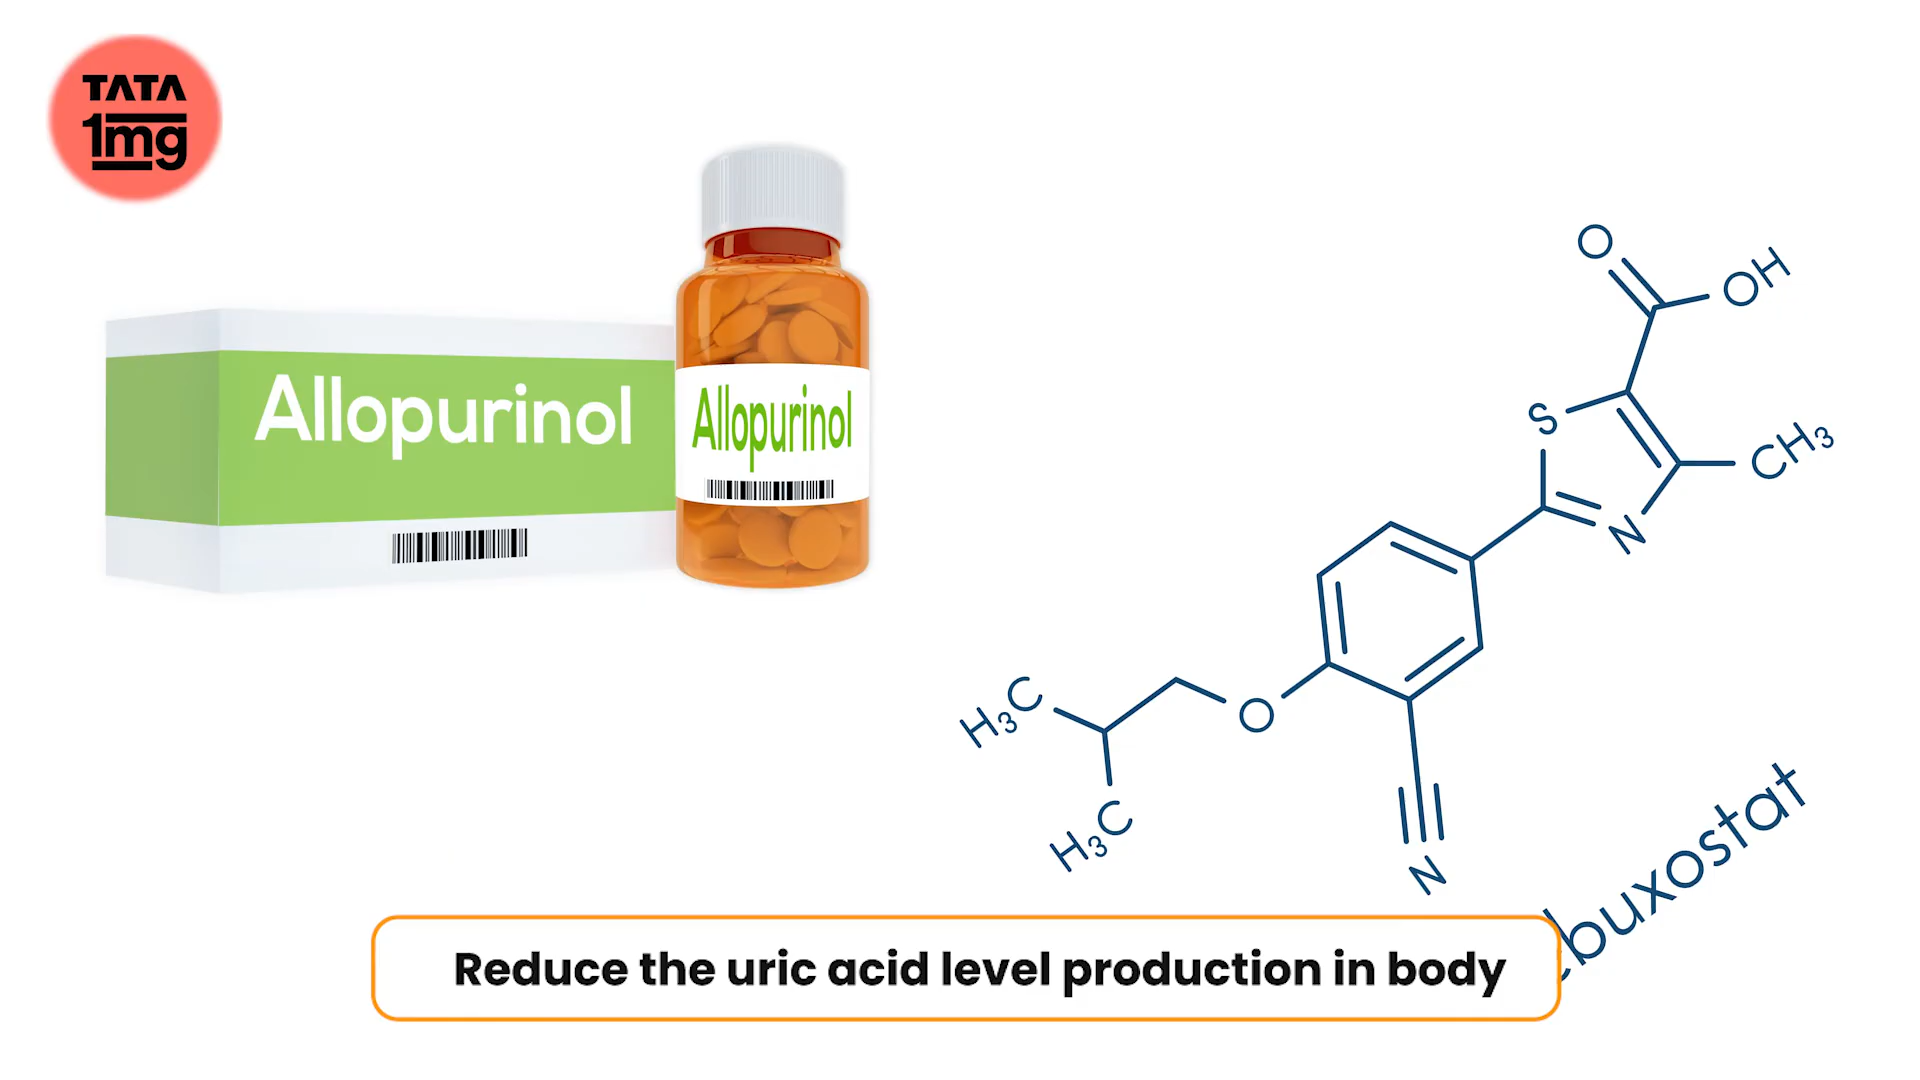 TATA
1mg
Allopurinol
Allopurinol
O
OH
S
CH3
N
H3C
O
H3C
N
buxostat
Reduce the uric acid level production in body